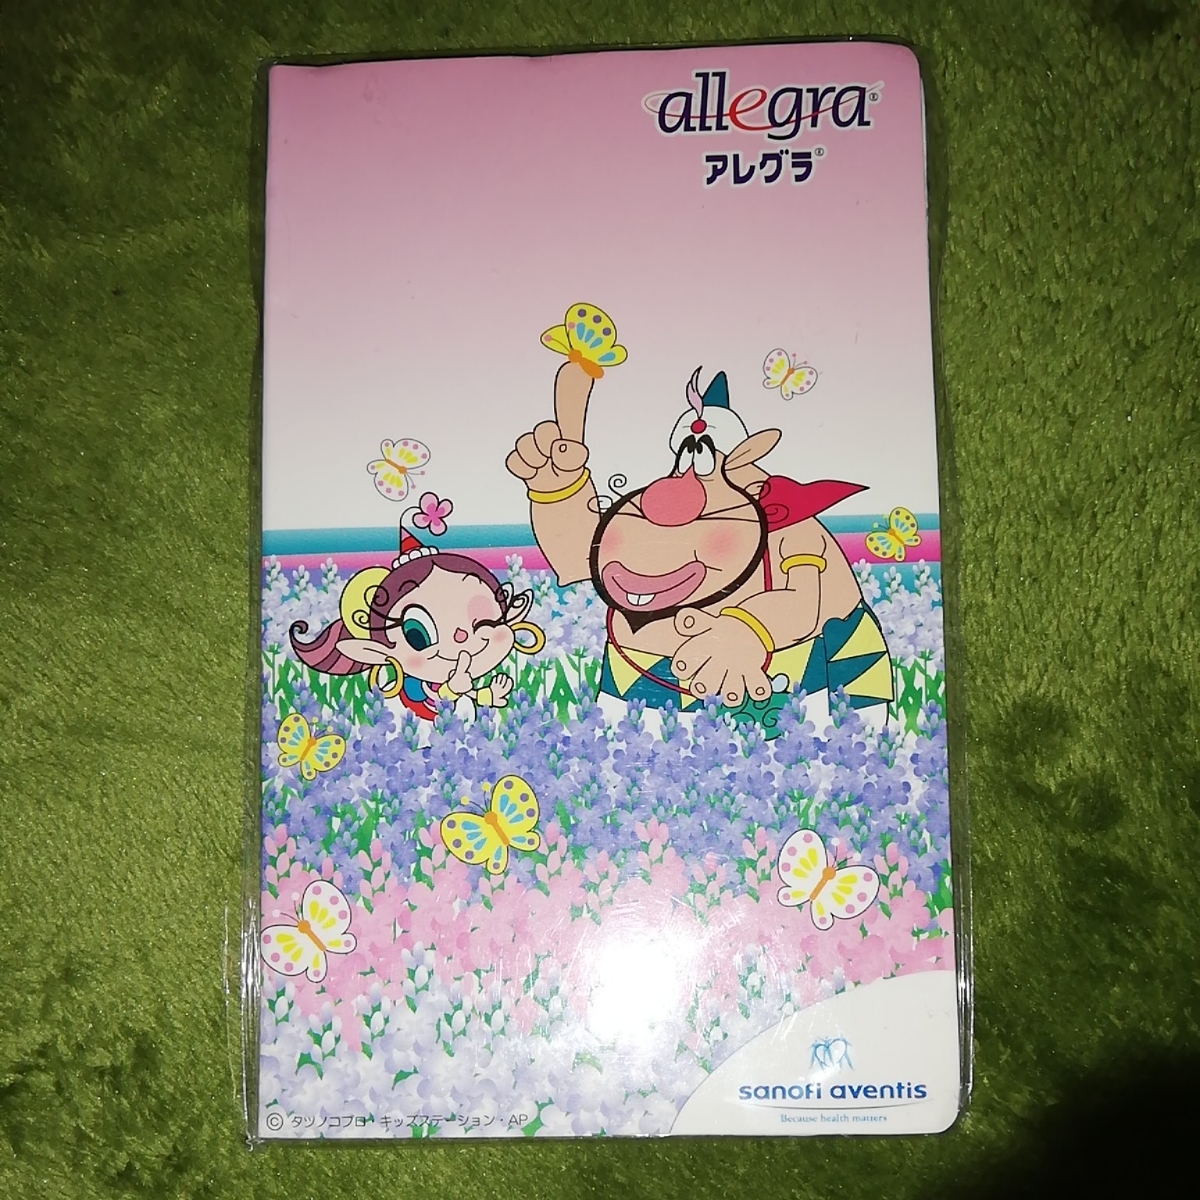 allegra®
アレグラ®
sanofi aventis
Because health matters
© タツノコプロ・キッズステーション・AP